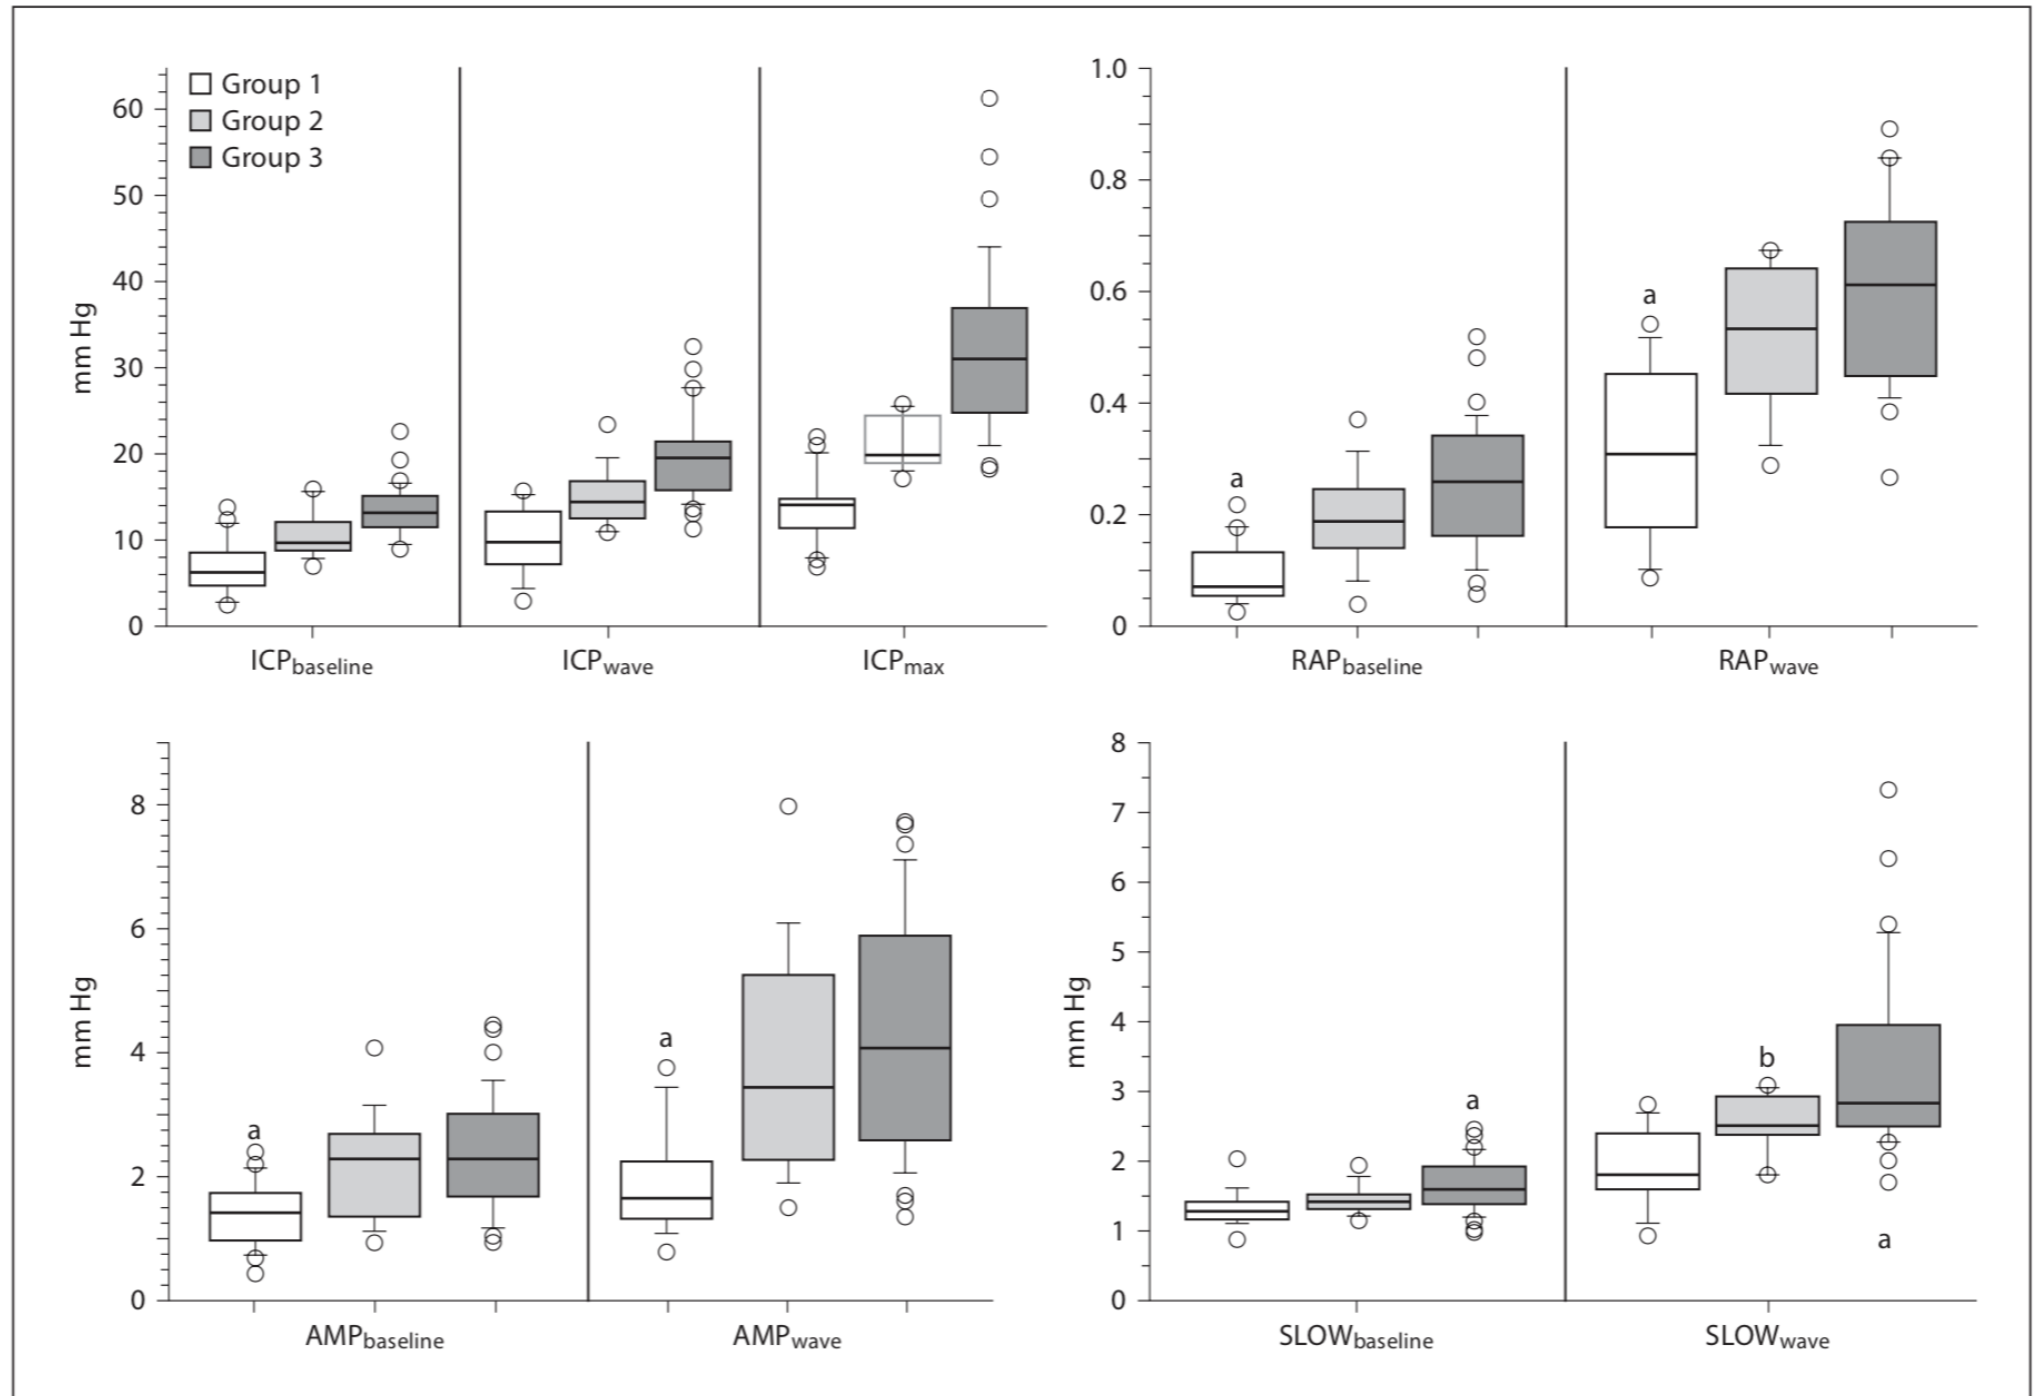 Group 1
Group 2
Group 3
mm Hg
60
50
40
30
20
10
0
ICPbaseline
ICPwave
ICPmax
1.0
0.8
0.6
0.4
0.2
0
a
a
RAPbaseline
RAPwave
mm Hg
8
6
4
2
0
a
a
AMPbaseline
AMPwave
mm Hg
8
7
6
5
4
3
2
1
0
a
b
a
SLOWbaseline
SLOWwave